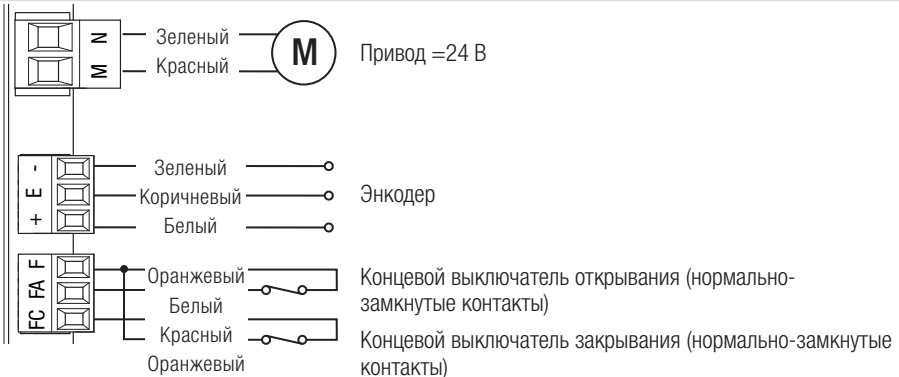 N
Зеленый
M
Привод =24 В
M
Красный
-
Зеленый
E
Коричневый
Энкодер
+
Белый
F
Оранжевый
Концевой выключатель открывания (нормально-
замкнутые контакты)
FA
Белый
FC
Красный
Концевой выключатель закрывания (нормально-замкнутые
контакты)
Оранжевый